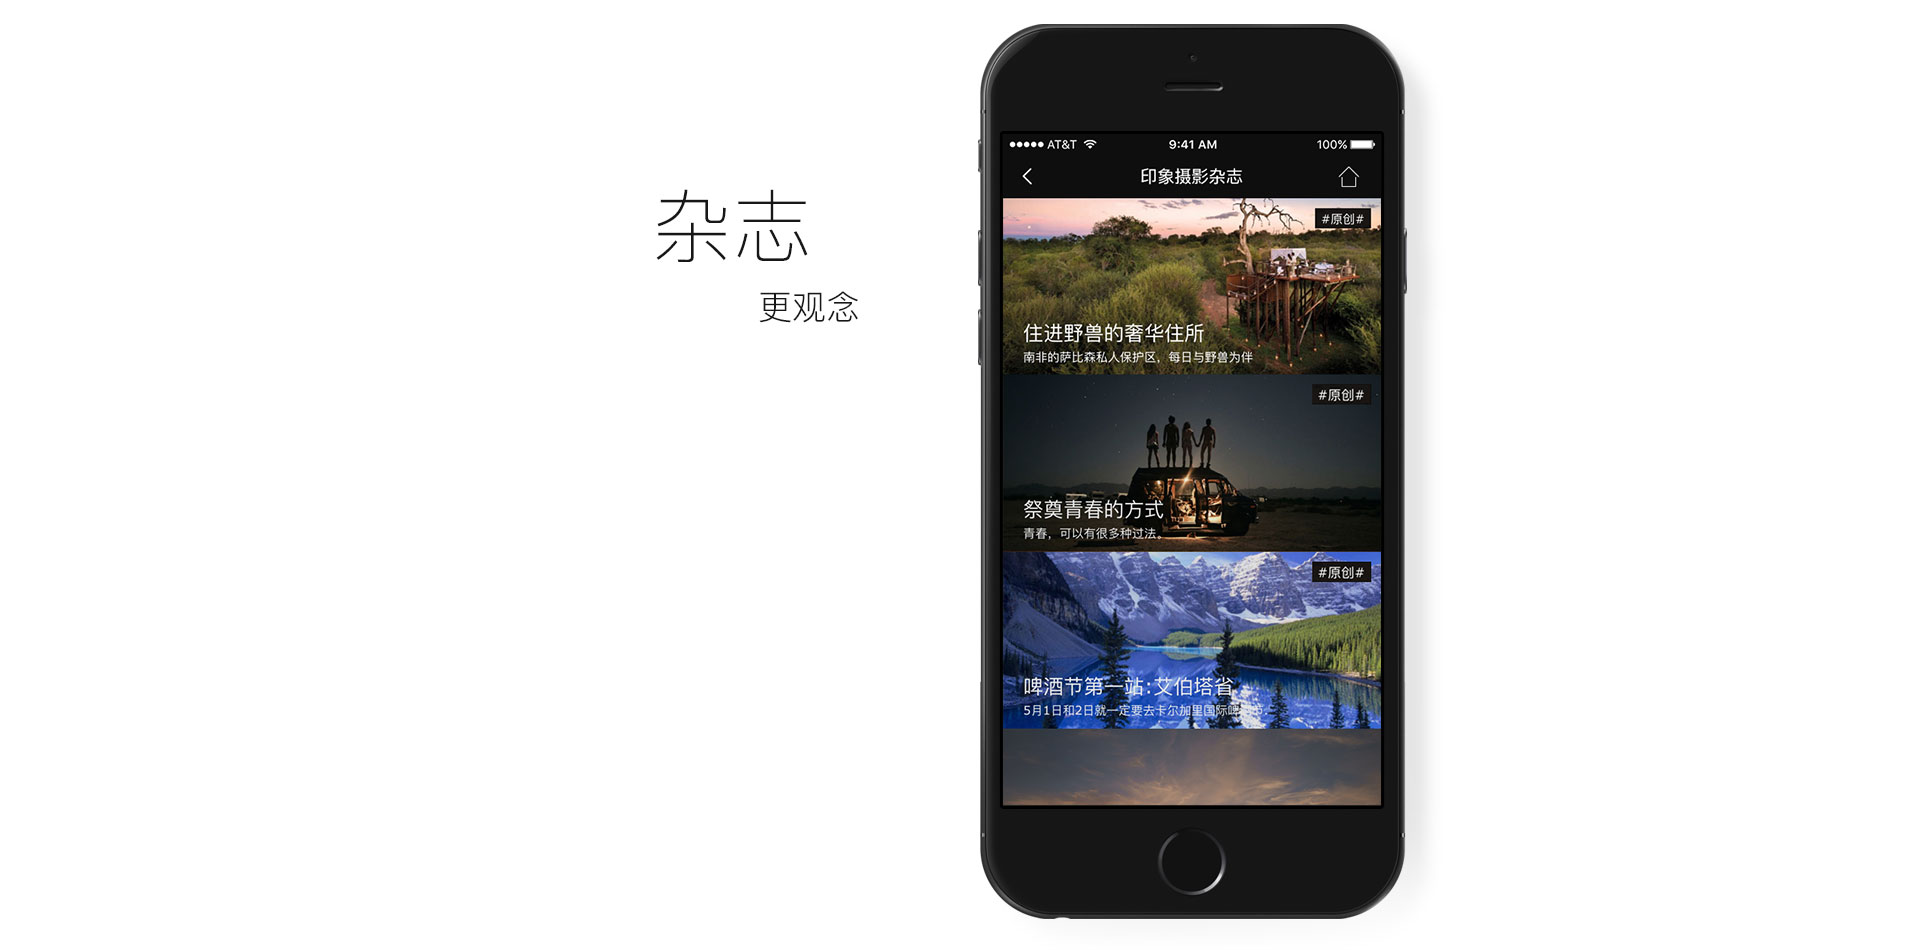 杂志
更观念
AT&T
9:41 AM
100%
印象摄影杂志
#原创#
住进野兽的奢华住所
南非的萨比森私人保护区，每日与野兽为伴
#原创#
祭奠青春的方式
青春，可以有很多种过法。
#原创#
啤酒节第一站:艾伯塔省
5月1日和2日就一定要去卡尔加里国际啤酒节